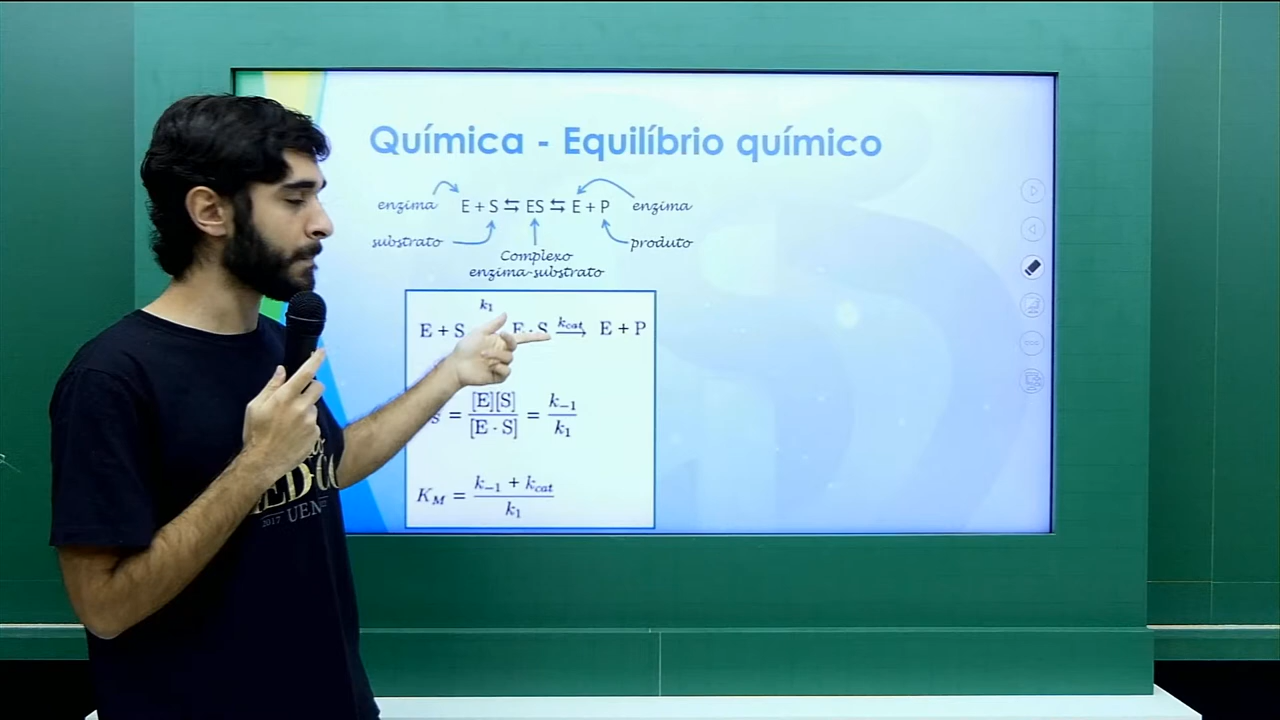 Química - Equilíbrio químico
enzima E + S ⇆ ES ⇆ E + P enzima
substrato produto
Complexo
enzima-substrato
k₁
E + S E · S k_cat → E + P
s = [E][S] / [E · S] = k₋₁ / k₁
K_M = (k₋₁ + k_cat) / k₁
2017 UEN